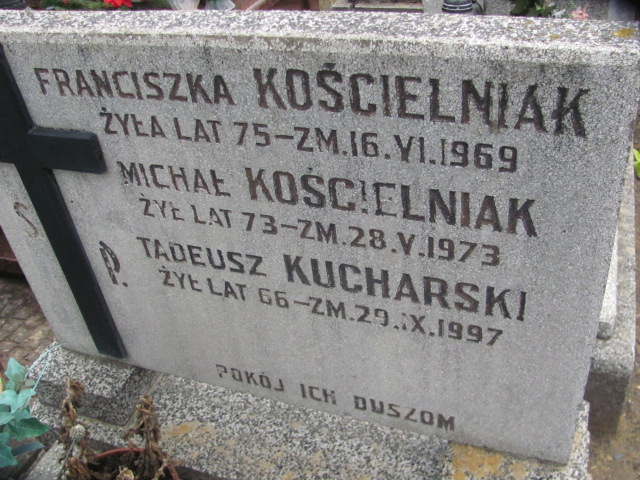 FRANCISZKA KOŚCIELNIAK
ŻYŁA LAT 75 – ZM. 16. VI. 1969
MICHAŁ KOŚCIELNIAK
ŻYŁ LAT 73 – ZM. 28. V. 1973
TADEUSZ KUCHARSKI
ŻYŁ LAT 66 – ZM. 29. IX. 1997
Ś. P.
POKÓJ ICH DUSZOM